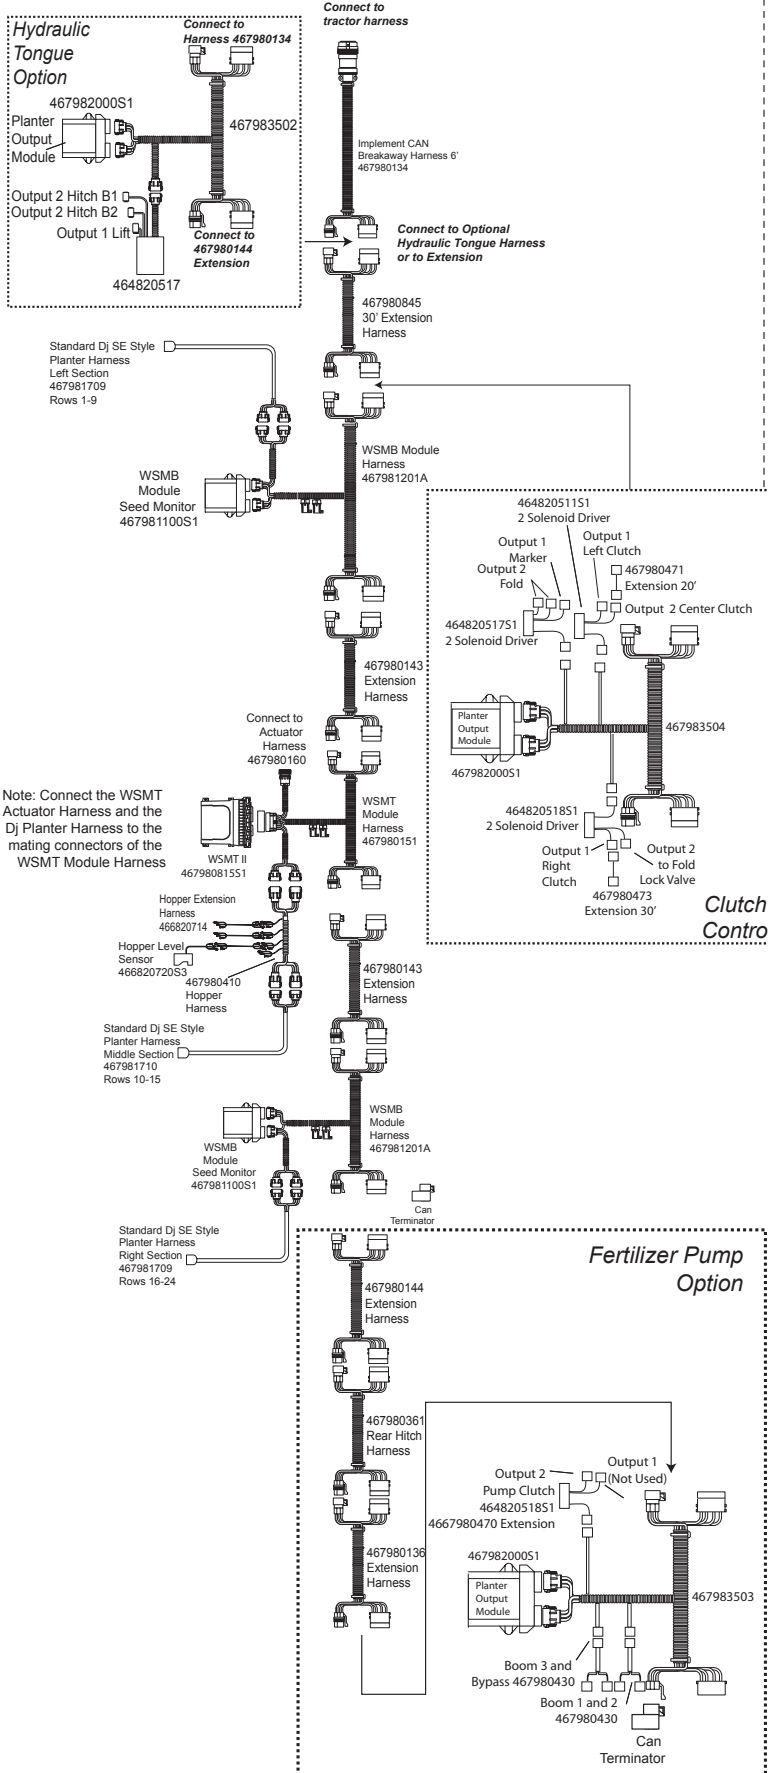 Connect to
tractor harness
Hydraulic
Tongue
Option
Connect to
Harness 467980134
467982000S1
Planter
Output
Module
467983502
Output 2 Hitch B1
Output 2 Hitch B2
Output 1 Lift
464820517
Connect to
467980144
Extension
Implement CAN
Breakaway Harness 6'
467980134
Connect to Optional
Hydraulic Tongue Harness
or to Extension
467980845
30' Extension
Harness
Standard Dj SE Style
Planter Harness
Left Section
467981709
Rows 1-9
WSMB Module
Harness
467981201A
WSMB
Module
Seed Monitor
467981100S1
464820511S1
2 Solenoid Driver
Output 1
Marker
Output 1
Left Clutch
Output 2
Fold
467980471
Extension 20'
Output 2 Center Clutch
464820517S1
2 Solenoid Driver
Planter
Output
Module
467982000S1
467983504
464820518S1
2 Solenoid Driver
Output 1
Right
Clutch
Output 2
to Fold
Lock Valve
467980473
Extension 30'
Clutch
Contro
467980143
Extension
Harness
Connect to
Actuator
Harness
467980160
Note: Connect the WSMT
Actuator Harness and the
Dj Planter Harness to the
mating connectors of the
WSMT Module Harness
WSMT
Module
Harness
467980151
WSMT II
467980815S1
Hopper Extension
Harness
466820714
Hopper Level
Sensor
466820720S3
467980410
Hopper
Harness
467980143
Extension
Harness
Standard Dj SE Style
Planter Harness
Middle Section
467981710
Rows 10-15
WSMB
Module
Harness
467981201A
WSMB
Module
Seed Monitor
467981100S1
Can
Terminator
Standard Dj SE Style
Planter Harness
Right Section
467981709
Rows 16-24
Fertilizer Pump
Option
467980144
Extension
Harness
467980361
Rear Hitch
Harness
467980136
Extension
Harness
Output 2
Pump Clutch
464820518S1
4667980470 Extension
Output 1
(Not Used)
467982000S1
Planter
Output
Module
467983503
Boom 3 and
Bypass 467980430
Boom 1 and 2
467980430
Can
Terminator